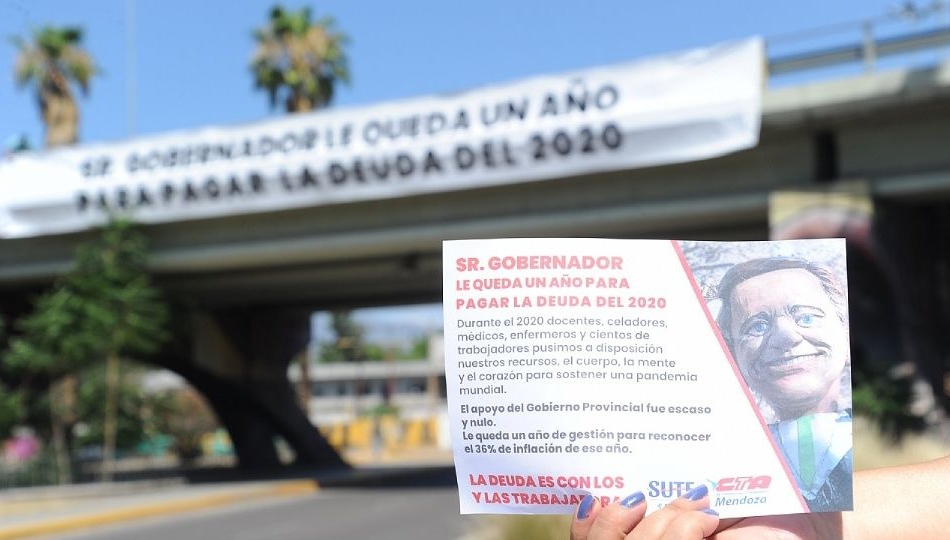 SR. GOBERNADOR LE QUEDA UN AÑO
PARA PAGAR LA DEUDA DEL 2020
SR. GOBERNADOR
LE QUEDA UN AÑO PARA
PAGAR LA DEUDA DEL 2020
Durante el 2020 docentes, celadores,
médicos, enfermeros y cientos de
trabajadores pusimos a disposición
nuestros recursos, el cuerpo, la mente
y el corazón para sostener una pandemia
mundial.
El apoyo del Gobierno Provincial fue escaso
y nulo.
Le queda un año de gestión para reconocer
el 36% de inflación de ese año.
LA DEUDA ES CON LOS
Y LAS TRABAJADORA
SUTE CTA
Mendoza